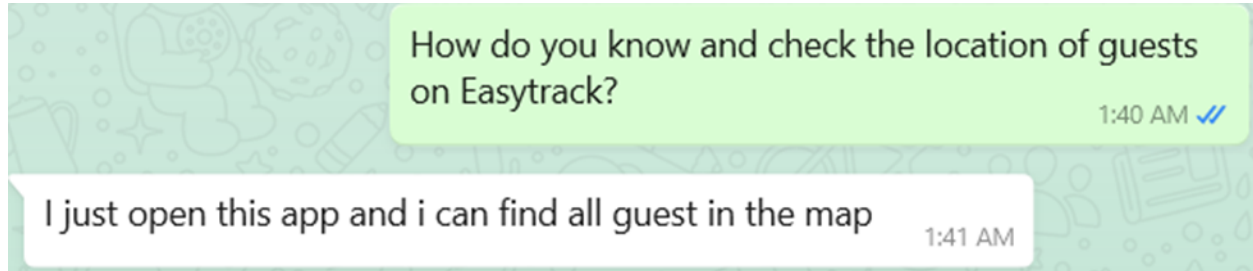 How do you know and check the location of guests
on Easytrack?
1:40 AM
I just open this app and i can find all guest in the map
1:41 AM